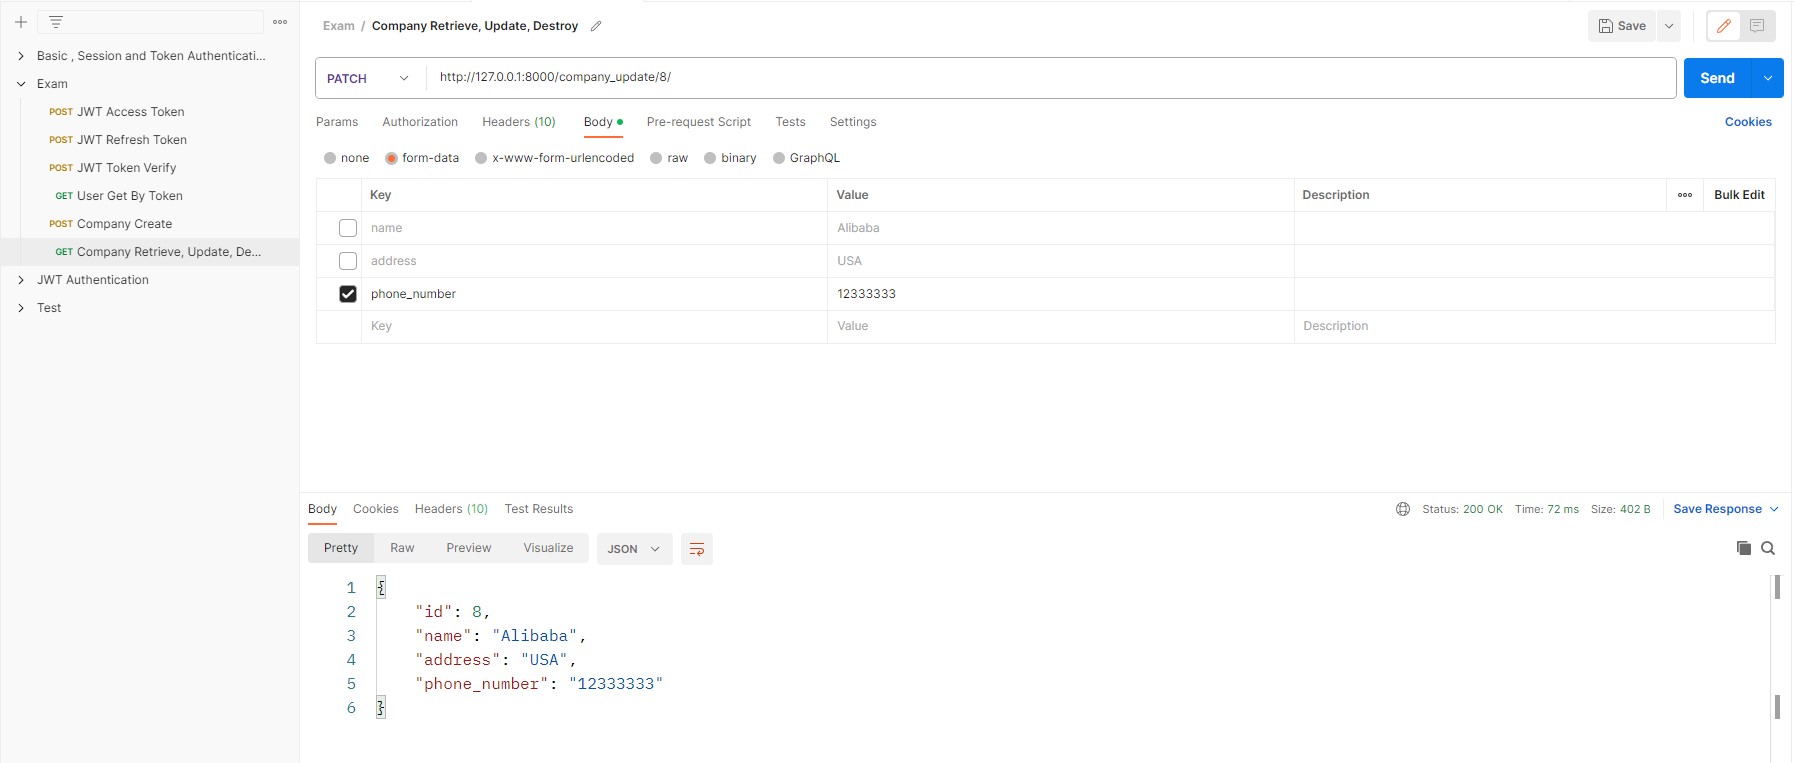 Basic , Session and Token Authenticati...
Exam
POST JWT Access Token
POST JWT Refresh Token
POST JWT Token Verify
GET User Get By Token
POST Company Create
GET Company Retrieve, Update, De...
JWT Authentication
Test
Exam / Company Retrieve, Update, Destroy
Save
PATCH http://127.0.0.1:8000/company_update/8/ Send
Params Authorization Headers (10) Body Pre-request Script Tests Settings Cookies
none form-data x-www-form-urlencoded raw binary GraphQL
Key Value Description Bulk Edit
name Alibaba
address USA
phone_number 12333333
Key Value Description
Body Cookies Headers (10) Test Results Status: 200 OK Time: 72 ms Size: 402 B Save Response
Pretty Raw Preview Visualize JSON
1 {
2 "id": 8,
3 "name": "Alibaba",
4 "address": "USA",
5 "phone_number": "12333333"
6 }